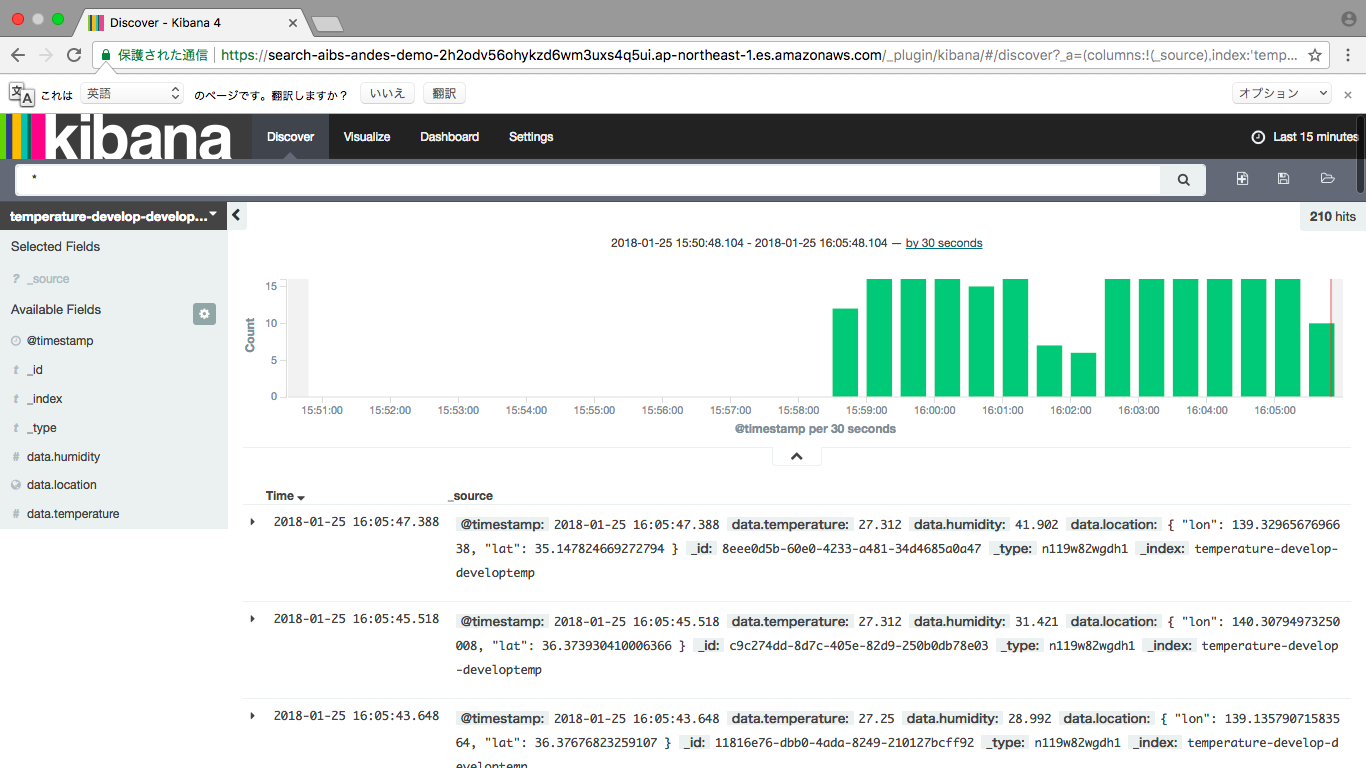 Discover - Kibana 4
保護された通信 https://search-aibs-andes-demo-2h2odv56ohykzd6wm3uxs4q5ui.ap-northeast-1.es.amazonaws.com/_plugin/kibana/#/discover?_a=(columns:!(_source),index:'temp...
文 A これは 英語 のページです。翻訳しますか？ いいえ 翻訳 オプション
kibana Discover Visualize Dashboard Settings Last 15 minutes
*
temperature-develop-develop... 210 hits
Selected Fields
? _source
Available Fields
@timestamp
t _id
t _index
t _type
# data.humidity
data.location
# data.temperature
2018-01-25 15:50:48.104 - 2018-01-25 16:05:48.104 — by 30 seconds
Count
15
10
5
0
15:51:00 15:52:00 15:53:00 15:54:00 15:55:00 15:56:00 15:57:00 15:58:00 15:59:00 16:00:00 16:01:00 16:02:00 16:03:00 16:04:00 16:05:00
@timestamp per 30 seconds
Time _source
2018-01-25 16:05:47.388 @timestamp: 2018-01-25 16:05:47.388 data.temperature: 27.312 data.humidity: 41.902 data.location: { "lon": 139.32965676966
38, "lat": 35.147824669272794 } _id: 8eee0d5b-60e0-4233-a481-34d4685a0a47 _type: n119w82wgdh1 _index: temperature-develop-
developtemp
2018-01-25 16:05:45.518 @timestamp: 2018-01-25 16:05:45.518 data.temperature: 27.312 data.humidity: 31.421 data.location: { "lon": 140.30794973250
008, "lat": 36.373930410006366 } _id: c9c274dd-8d7c-405e-82d9-250b0db78e03 _type: n119w82wgdh1 _index: temperature-develop
-developtemp
2018-01-25 16:05:43.648 @timestamp: 2018-01-25 16:05:43.648 data.temperature: 27.25 data.humidity: 28.992 data.location: { "lon": 139.135790715835
64, "lat": 36.37676823259107 } _id: 11816e76-dbb0-4ada-8249-210127bcff92 _type: n119w82wgdh1 _index: temperature-develop-d
eveloptemp